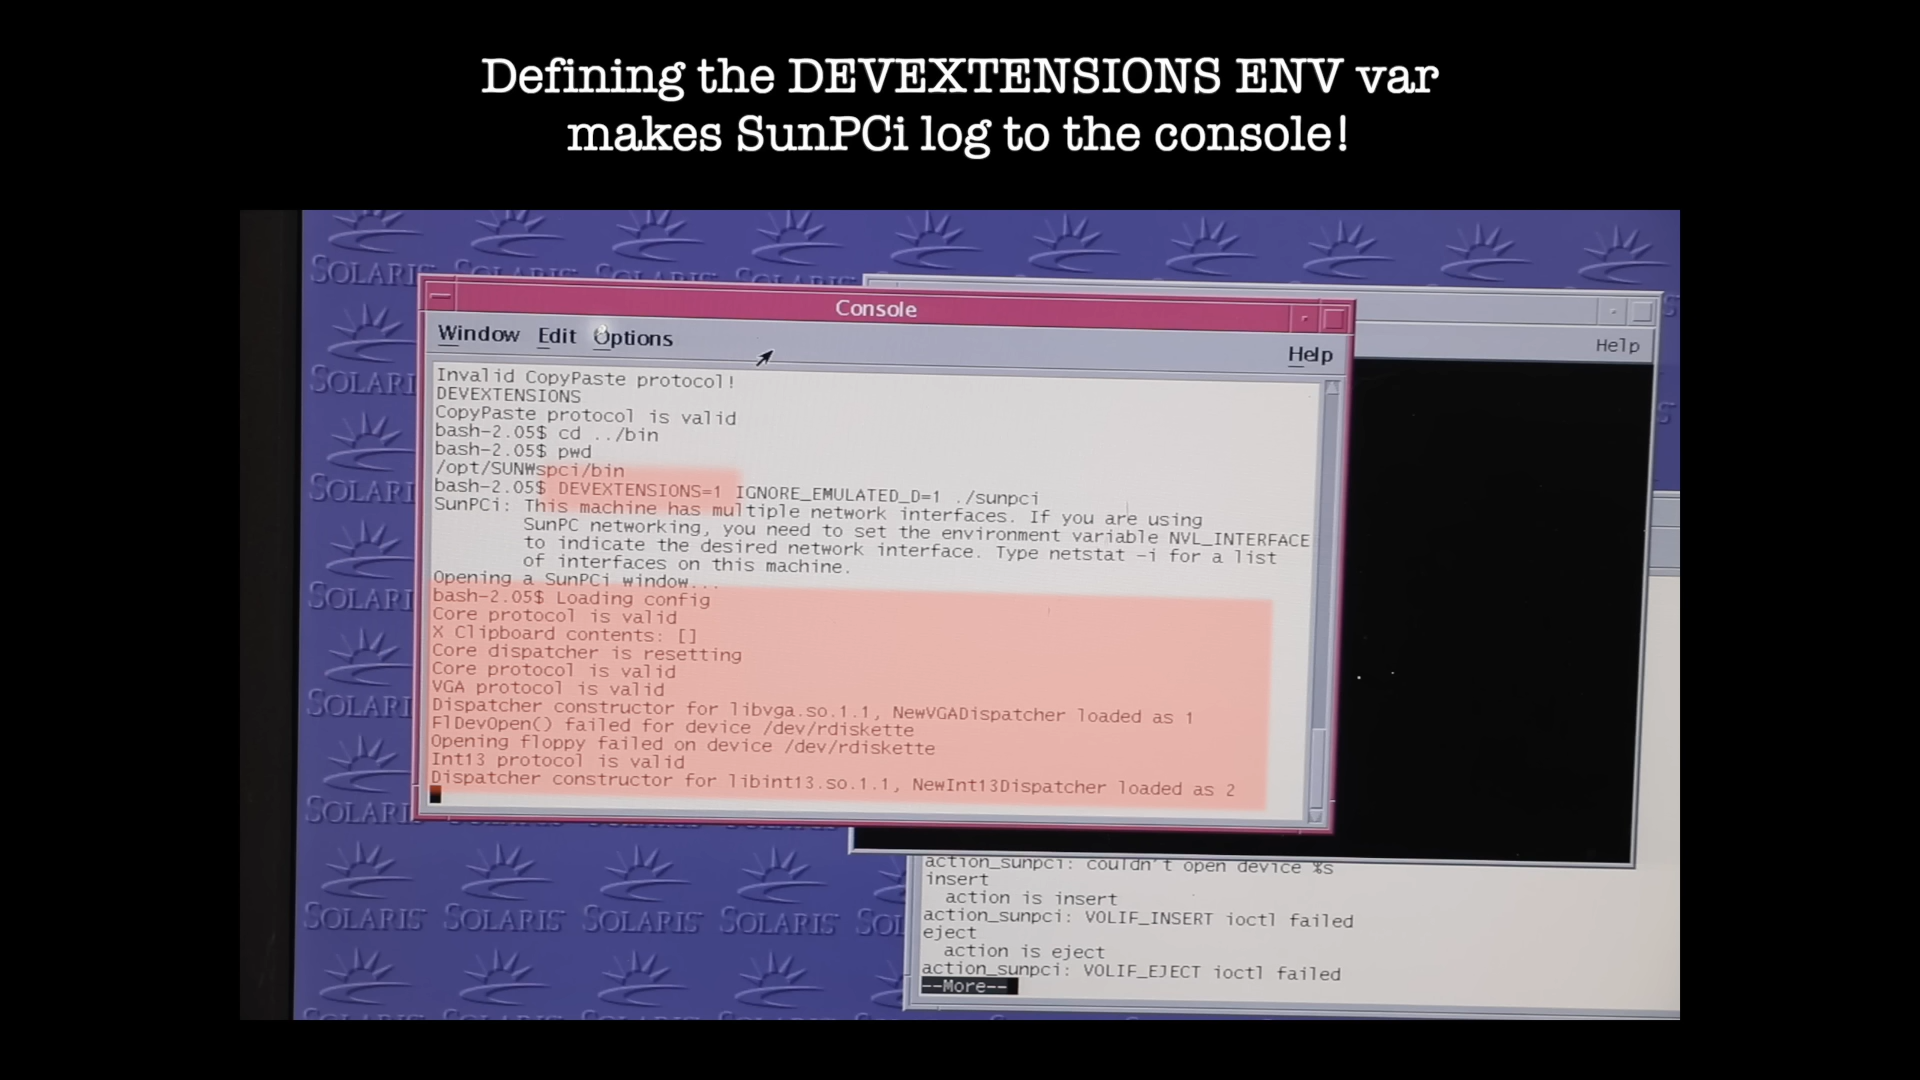 Defining the DEVEXTENSIONS ENV var
makes SunPCi log to the console!
Console
Window Edit Options Help
Help
Invalid CopyPaste protocol!
DEVEXTENSIONS
CopyPaste protocol is valid
bash-2.05$ cd ../bin
bash-2.05$ pwd
/opt/SUNWspci/bin
bash-2.05$ DEVEXTENSIONS=1 IGNORE_EMULATED_D=1 ./sunpci
SunPCi: This machine has multiple network interfaces. If you are using
SunPC networking, you need to set the environment variable NVL_INTERFACE
to indicate the desired network interface. Type netstat -i for a list
of interfaces on this machine.
Opening a SunPCi window...
bash-2.05$ Loading config
Core protocol is valid
X Clipboard contents: []
Core dispatcher is resetting
Core protocol is valid
VGA protocol is valid
Dispatcher constructor for libvga.so.1.1, NewVGADispatcher loaded as 1
FlDevOpen() failed for device /dev/rdiskette
Opening floppy failed on device /dev/rdiskette
Int13 protocol is valid
Dispatcher constructor for libint13.so.1.1, NewInt13Dispatcher loaded as 2
action_sunpci: couldn't open device %s
insert
action is insert
action_sunpci: VOLIF_INSERT ioctl failed
eject
action is eject
action_sunpci: VOLIF_EJECT ioctl failed
--More--
SOLARIS
SOLARIS SOLARIS SOLARIS SOLARIS